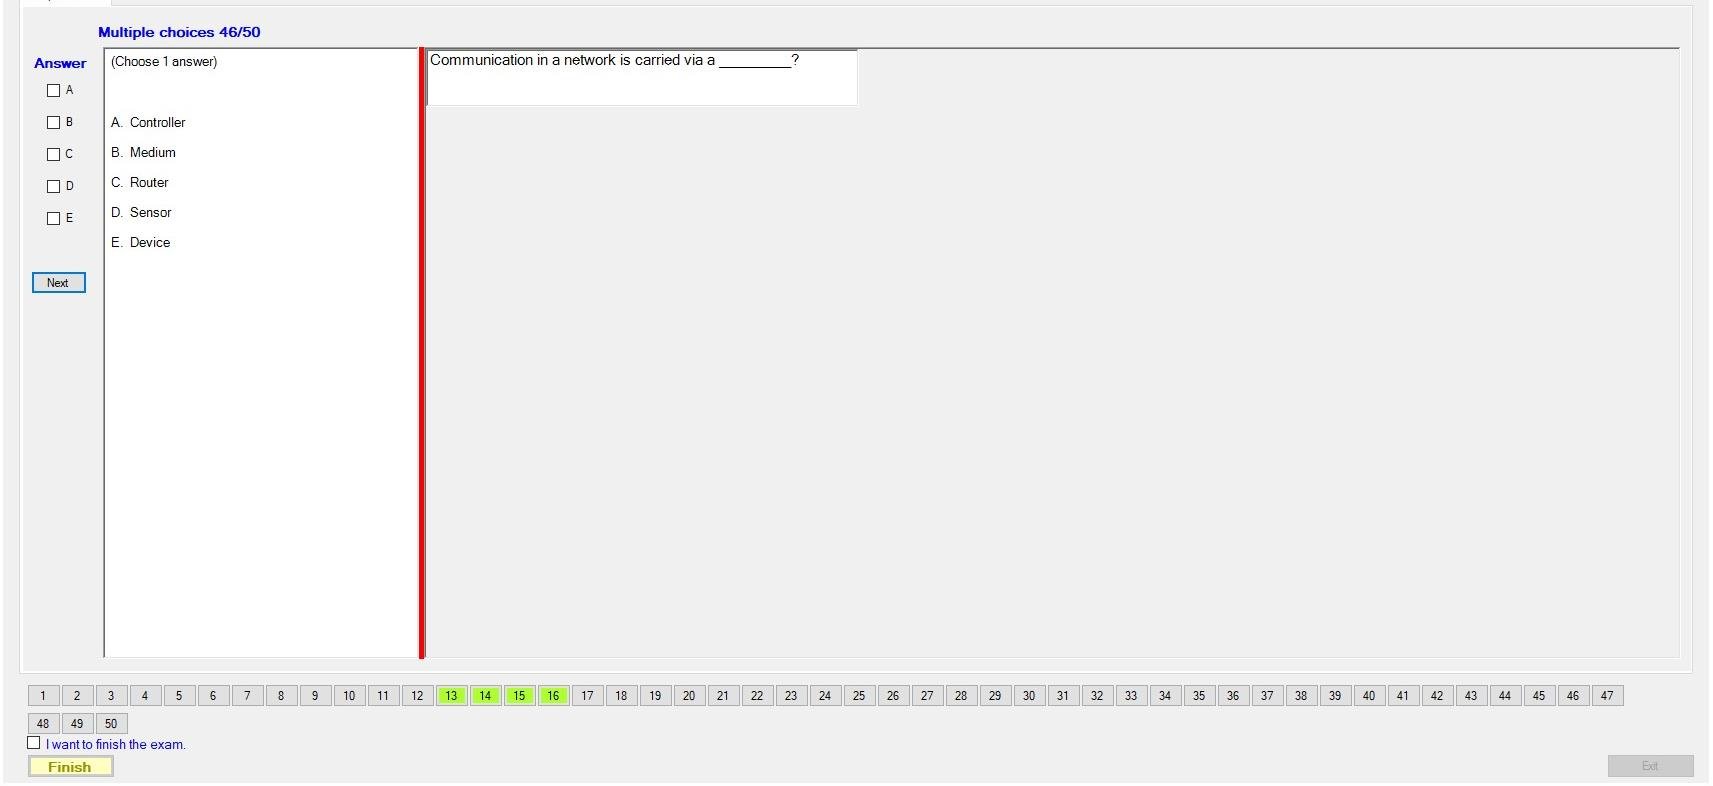 Multiple choices 46/50
Answer
(Choose 1 answer)
Communication in a network is carried via a _________?
A
B
C
D
E
A. Controller
B. Medium
C. Router
D. Sensor
E. Device
Next
1 2 3 4 5 6 7 8 9 10 11 12 13 14 15 16 17 18 19 20 21 22 23 24 25 26 27 28 29 30 31 32 33 34 35 36 37 38 39 40 41 42 43 44 45 46 47
48 49 50
I want to finish the exam.
Finish
Exit